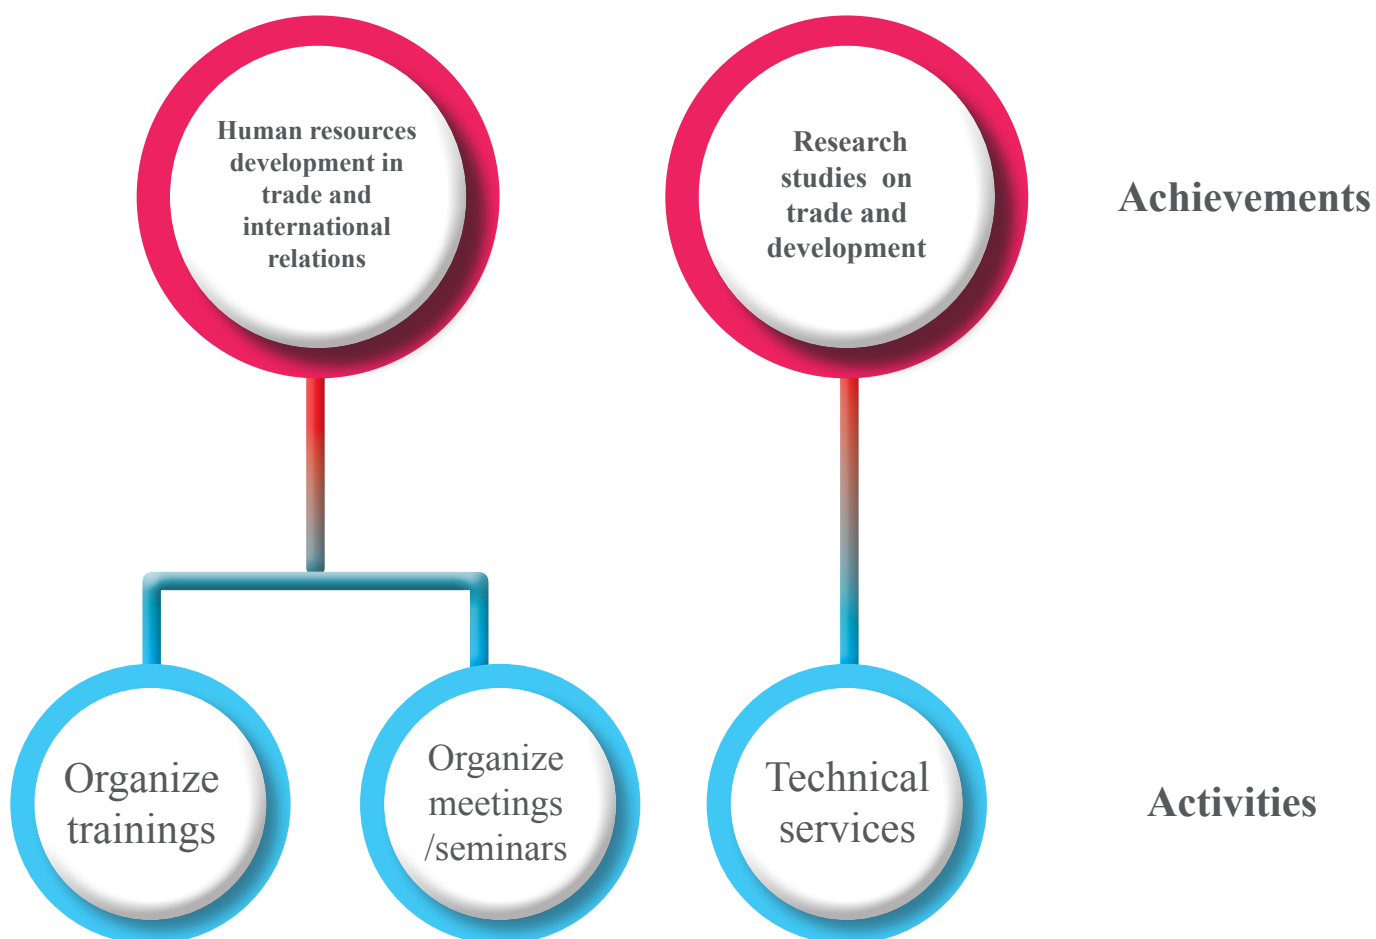 Human resources
development in
trade and
international
relations
Research
studies on
trade and
development
Achievements
Organize
trainings
Organize
meetings
/seminars
Technical
services
Activities